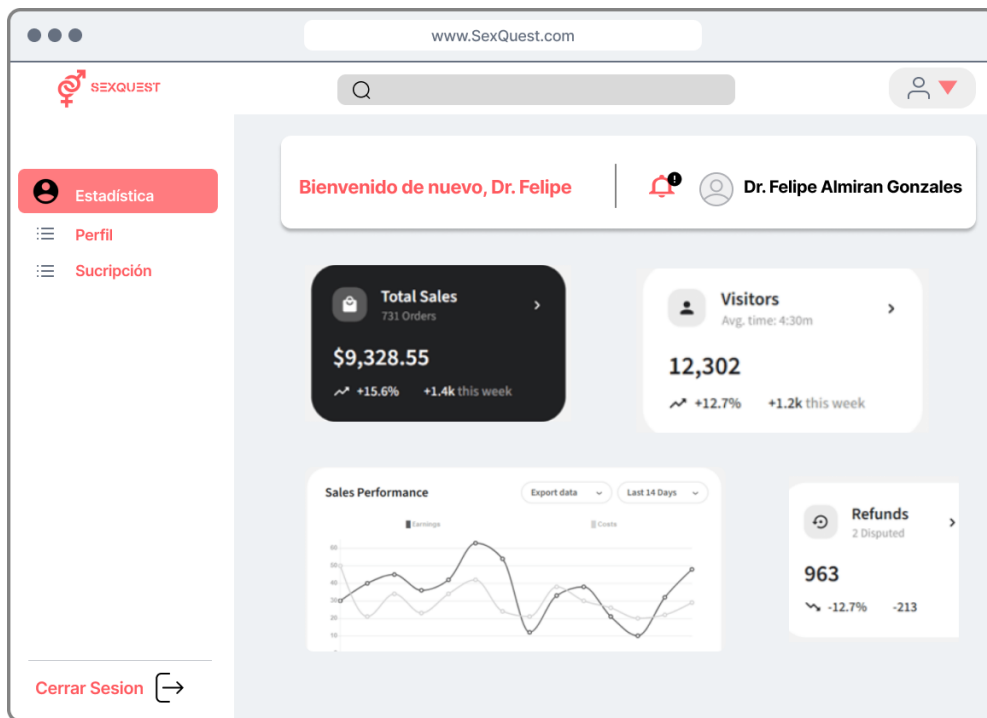 www.SexQuest.com
SEXQUEST
Estadística
Perfil
Sucripción
Cerrar Sesion
Bienvenido de nuevo, Dr. Felipe
Dr. Felipe Almiran Gonzales
Total Sales
731 Orders
$9,328.55
+15.6% +1.4k this week
Visitors
Avg. time: 4:30m
12,302
+12.7% +1.2k this week
Sales Performance
Export data
Last 14 Days
Earnings
Costs
60
50
40
30
20
10
Refunds
2 Disputed
963
-12.7% -213